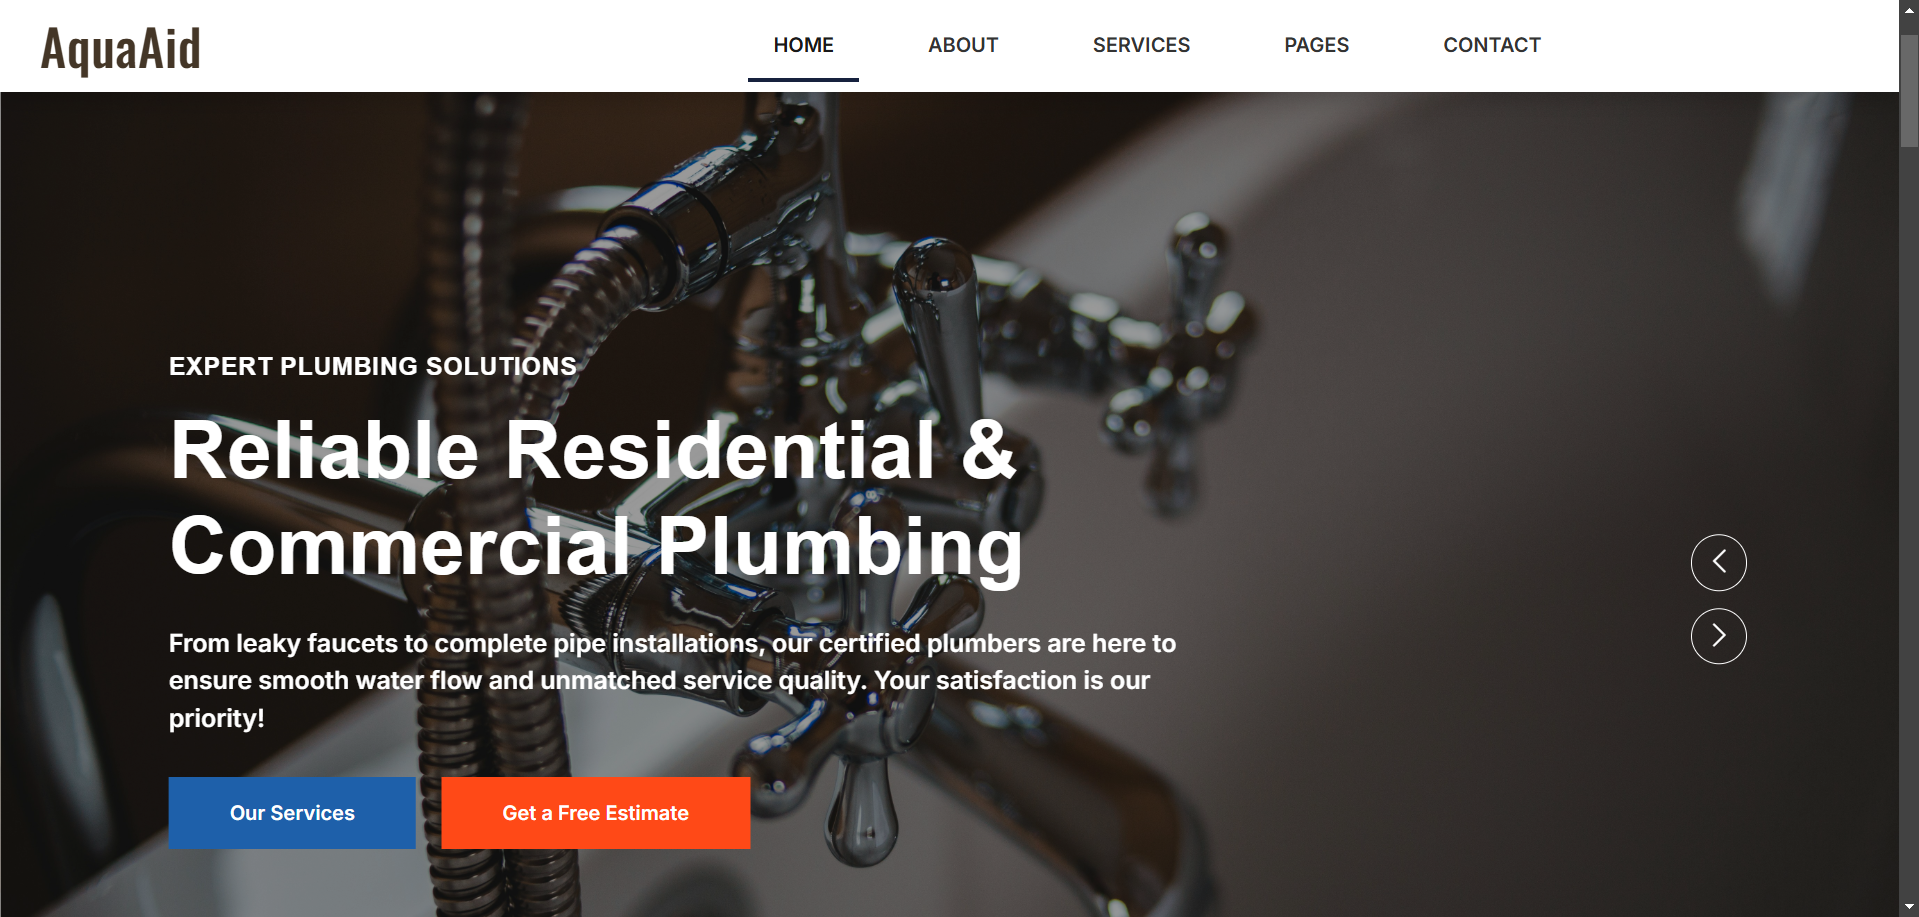 AquaAid
HOME ABOUT SERVICES PAGES CONTACT
EXPERT PLUMBING SOLUTIONS
Reliable Residential &
Commercial Plumbing
From leaky faucets to complete pipe installations, our certified plumbers are here to
ensure smooth water flow and unmatched service quality. Your satisfaction is our
priority!
Our Services Get a Free Estimate